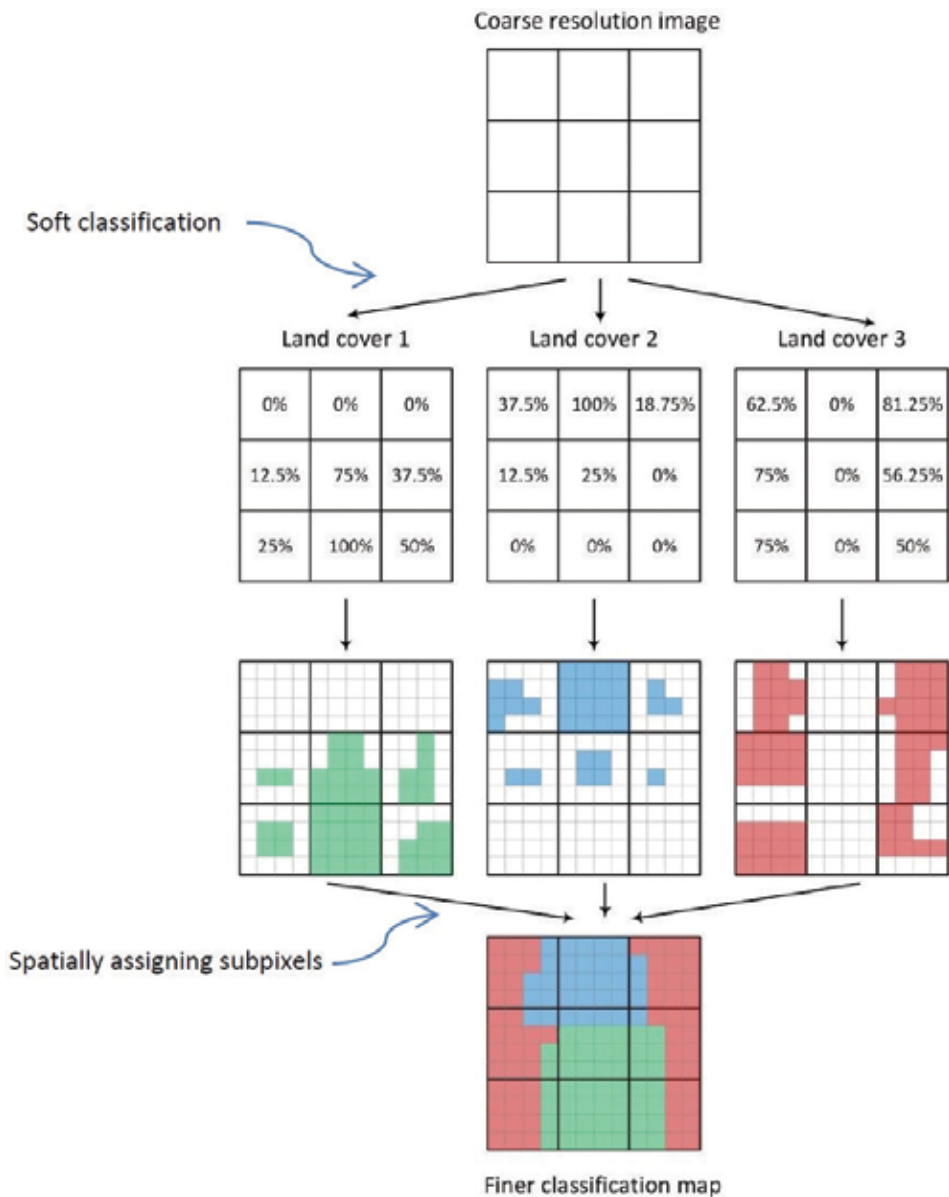 Coarse resolution image
Soft classification
Land cover 1 Land cover 2 Land cover 3
0% 0% 0% 37.5% 100% 18.75% 62.5% 0% 81.25%
12.5% 75% 37.5% 12.5% 25% 0% 75% 0% 56.25%
25% 100% 50% 0% 0% 0% 75% 0% 50%
Spatially assigning subpixels
Finer classification map